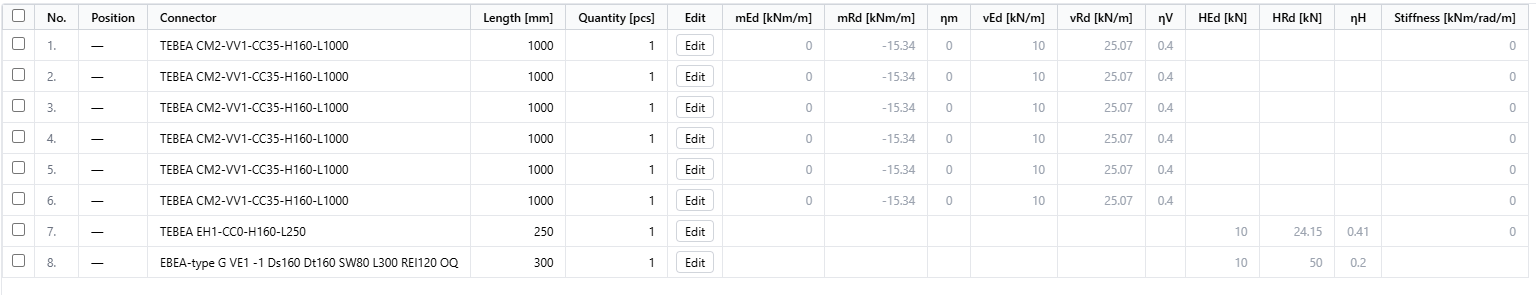 No. Position Connector Length [mm] Quantity [pcs] Edit mEd [kNm/m] mRd [kNm/m] ηm vEd [kN/m] vRd [kN/m] ηV HEd [kN] HRd [kN] ηH Stiffness [kNm/rad/m]
1. — TEBEA CM2-VV1-CC35-H160-L1000 1000 1 Edit 0 -15.34 0 10 25.07 0.4 0
2. — TEBEA CM2-VV1-CC35-H160-L1000 1000 1 Edit 0 -15.34 0 10 25.07 0.4 0
3. — TEBEA CM2-VV1-CC35-H160-L1000 1000 1 Edit 0 -15.34 0 10 25.07 0.4 0
4. — TEBEA CM2-VV1-CC35-H160-L1000 1000 1 Edit 0 -15.34 0 10 25.07 0.4 0
5. — TEBEA CM2-VV1-CC35-H160-L1000 1000 1 Edit 0 -15.34 0 10 25.07 0.4 0
6. — TEBEA CM2-VV1-CC35-H160-L1000 1000 1 Edit 0 -15.34 0 10 25.07 0.4 0
7. — TEBEA EH1-CC0-H160-L250 250 1 Edit 10 24.15 0.41 0
8. — EBEA-type G VE1 -1 Ds160 Dt160 SW80 L300 REI120 OQ 300 1 Edit 10 50 0.2